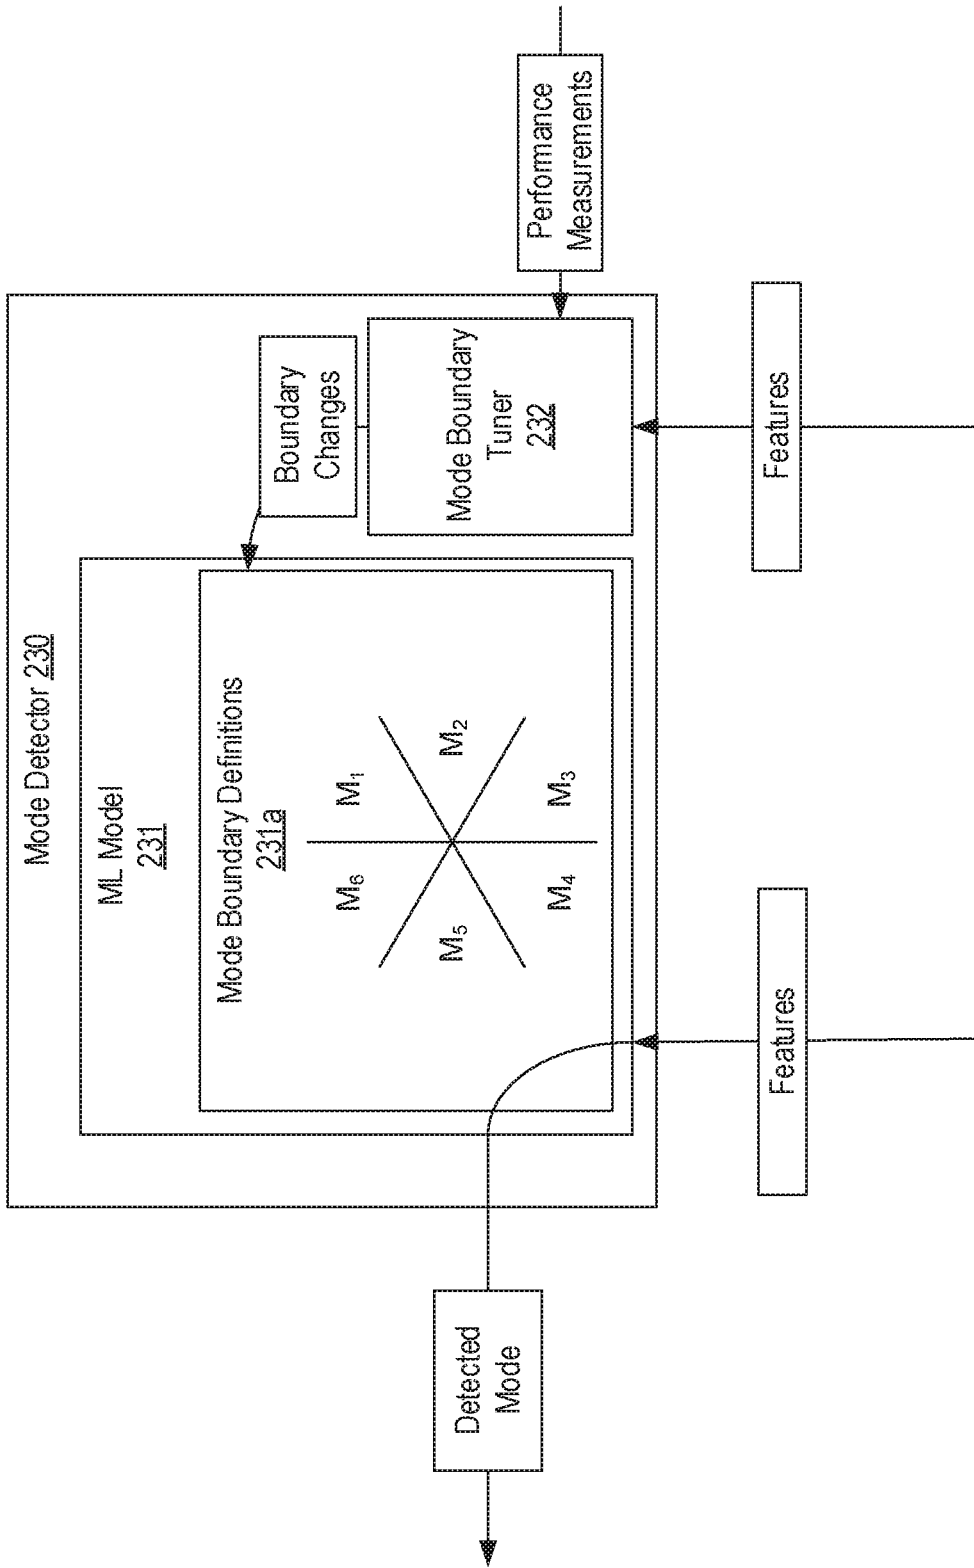 Mode Detector 230
ML Model
231
Mode Boundary Definitions
231a
M₆
M₁
M₅
M₂
M₄
M₃
Boundary
Changes
Mode Boundary
Tuner
232
Performance
Measurements
Detected
Mode
Features
Features